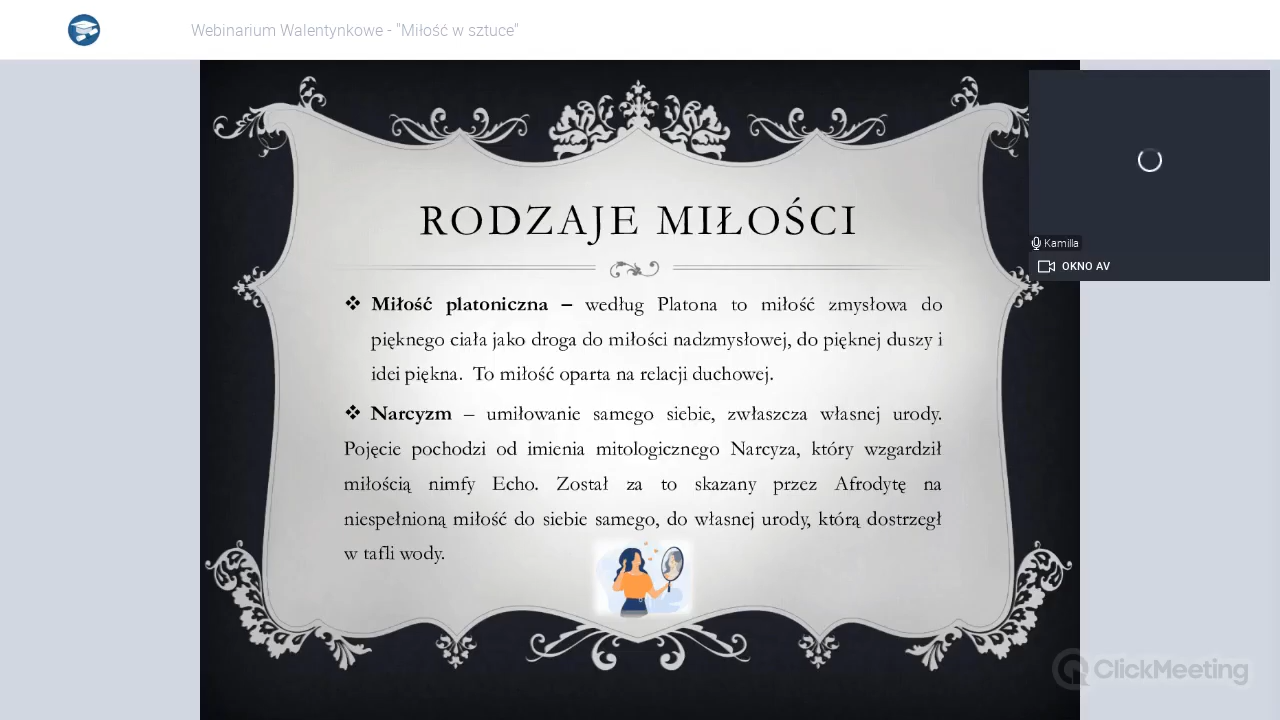 Webinarium Walentynkowe - "Miłość w sztuce"
RODZAJE MIŁOŚCI
❖ Miłość platoniczna – według Platona to miłość zmysłowa do
pięknego ciała jako droga do miłości nadzmysłowej, do pięknej duszy i
idei piękna. To miłość oparta na relacji duchowej.
❖ Narcyzm – umiłowanie samego siebie, zwłaszcza własnej urody.
Pojęcie pochodzi od imienia mitologicznego Narcyza, który wzgardził
miłością nimfy Echo. Został za to skazany przez Afrodytę na
niespełnioną miłość do siebie samego, do własnej urody, którą dostrzegł
w tafli wody.
Kamilla
OKNO AV
ClickMeeting